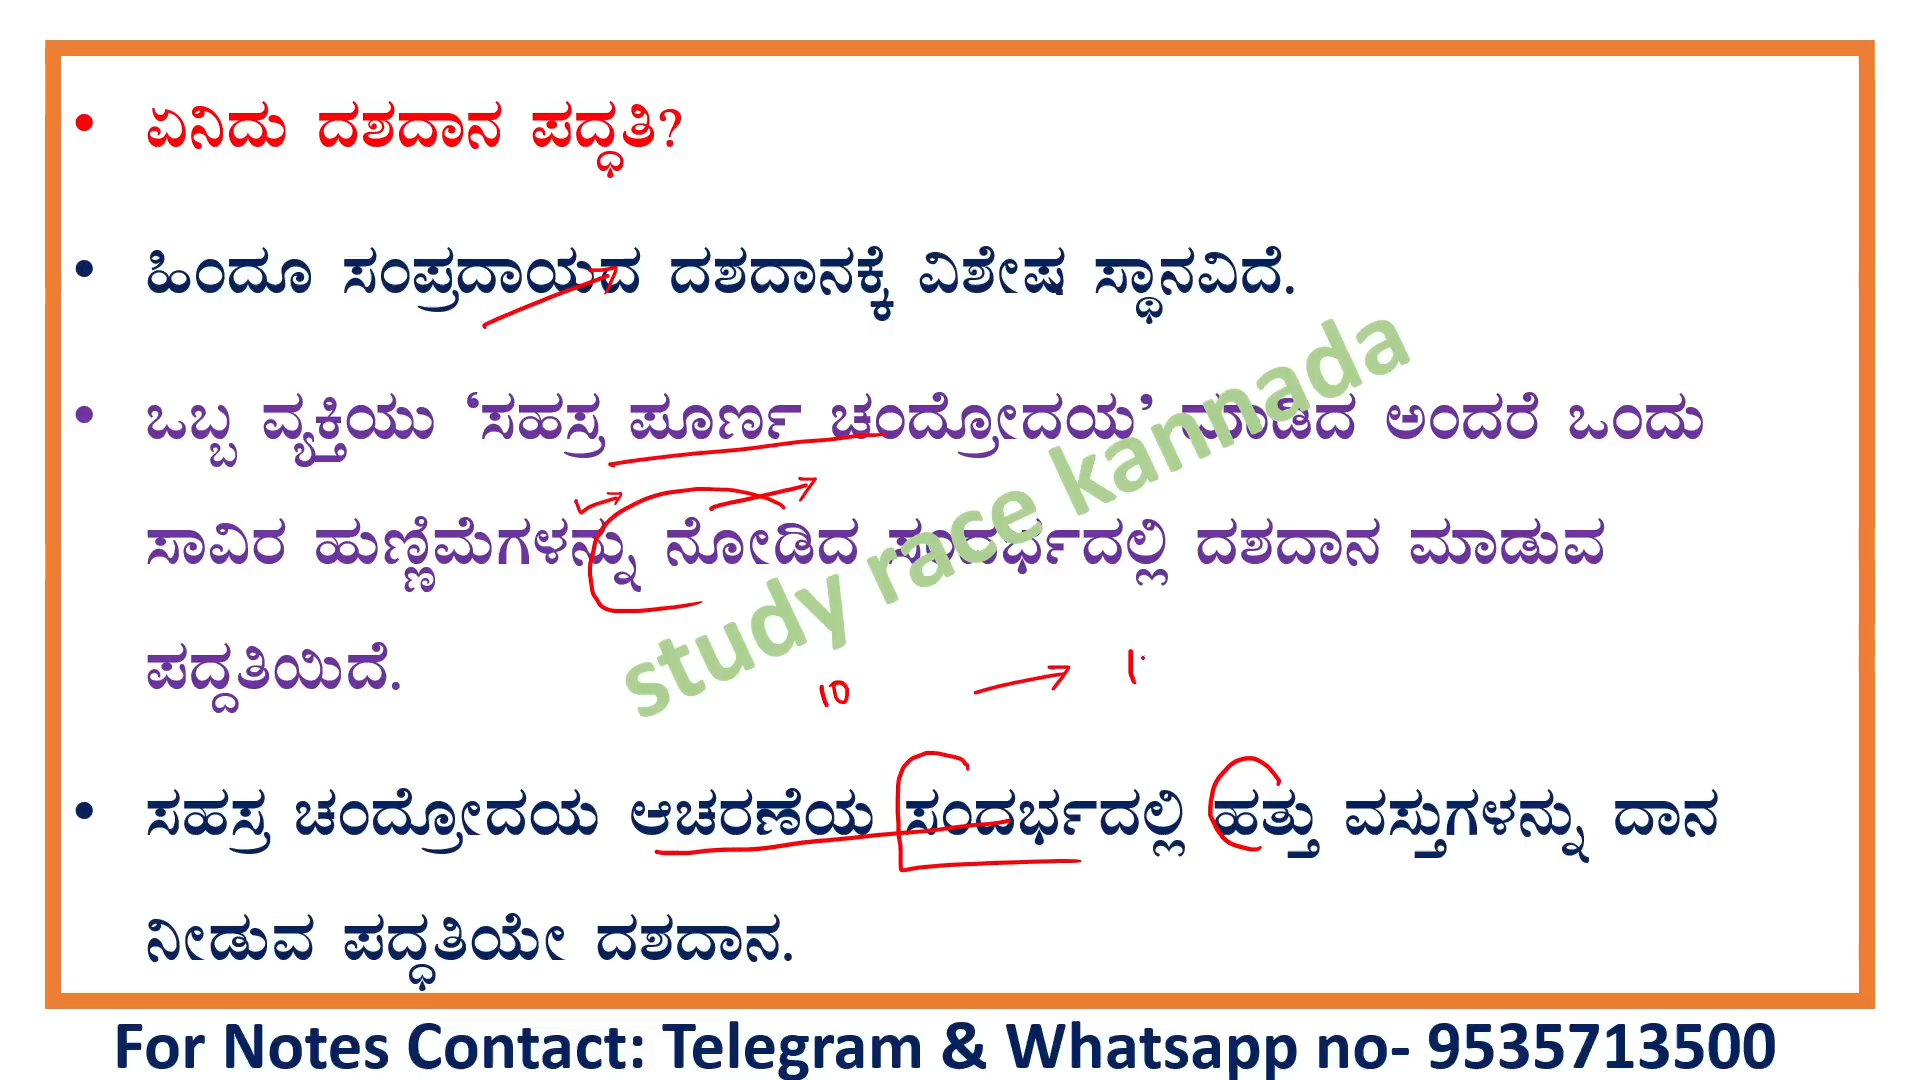 • ಏನಿದು ದಶದಾನ ಪದ್ಧತಿ?
• ಹಿಂದೂ ಸಂಪ್ರದಾಯದ ದಶದಾನಕ್ಕೆ ವಿಶೇಷ ಸ್ಥಾನವಿದೆ.
• ಒಬ್ಬ ವ್ಯಕ್ತಿಯು ‘ಸಹಸ್ರ ಪೂರ್ಣ ಚಂದ್ರೋದಯ’ ಮಾಡಿದ ಅಂದರೆ ಒಂದು
ಸಾವಿರ ಹುಣ್ಣಿಮೆಗಳನ್ನು ನೋಡಿದ ಸಂದರ್ಭದಲ್ಲಿ ದಶದಾನ ಮಾಡುವ
ಪದ್ದತಿಯಿದೆ.
study race kannada
10
• ಸಹಸ್ರ ಚಂದ್ರೋದಯ ಆಚರಣೆಯ ಸಂದರ್ಭದಲ್ಲಿ ಹತ್ತು ವಸ್ತುಗಳನ್ನು ದಾನ
ನೀಡುವ ಪದ್ಧತಿಯೇ ದಶದಾನ.
For Notes Contact: Telegram & Whatsapp no- 9535713500